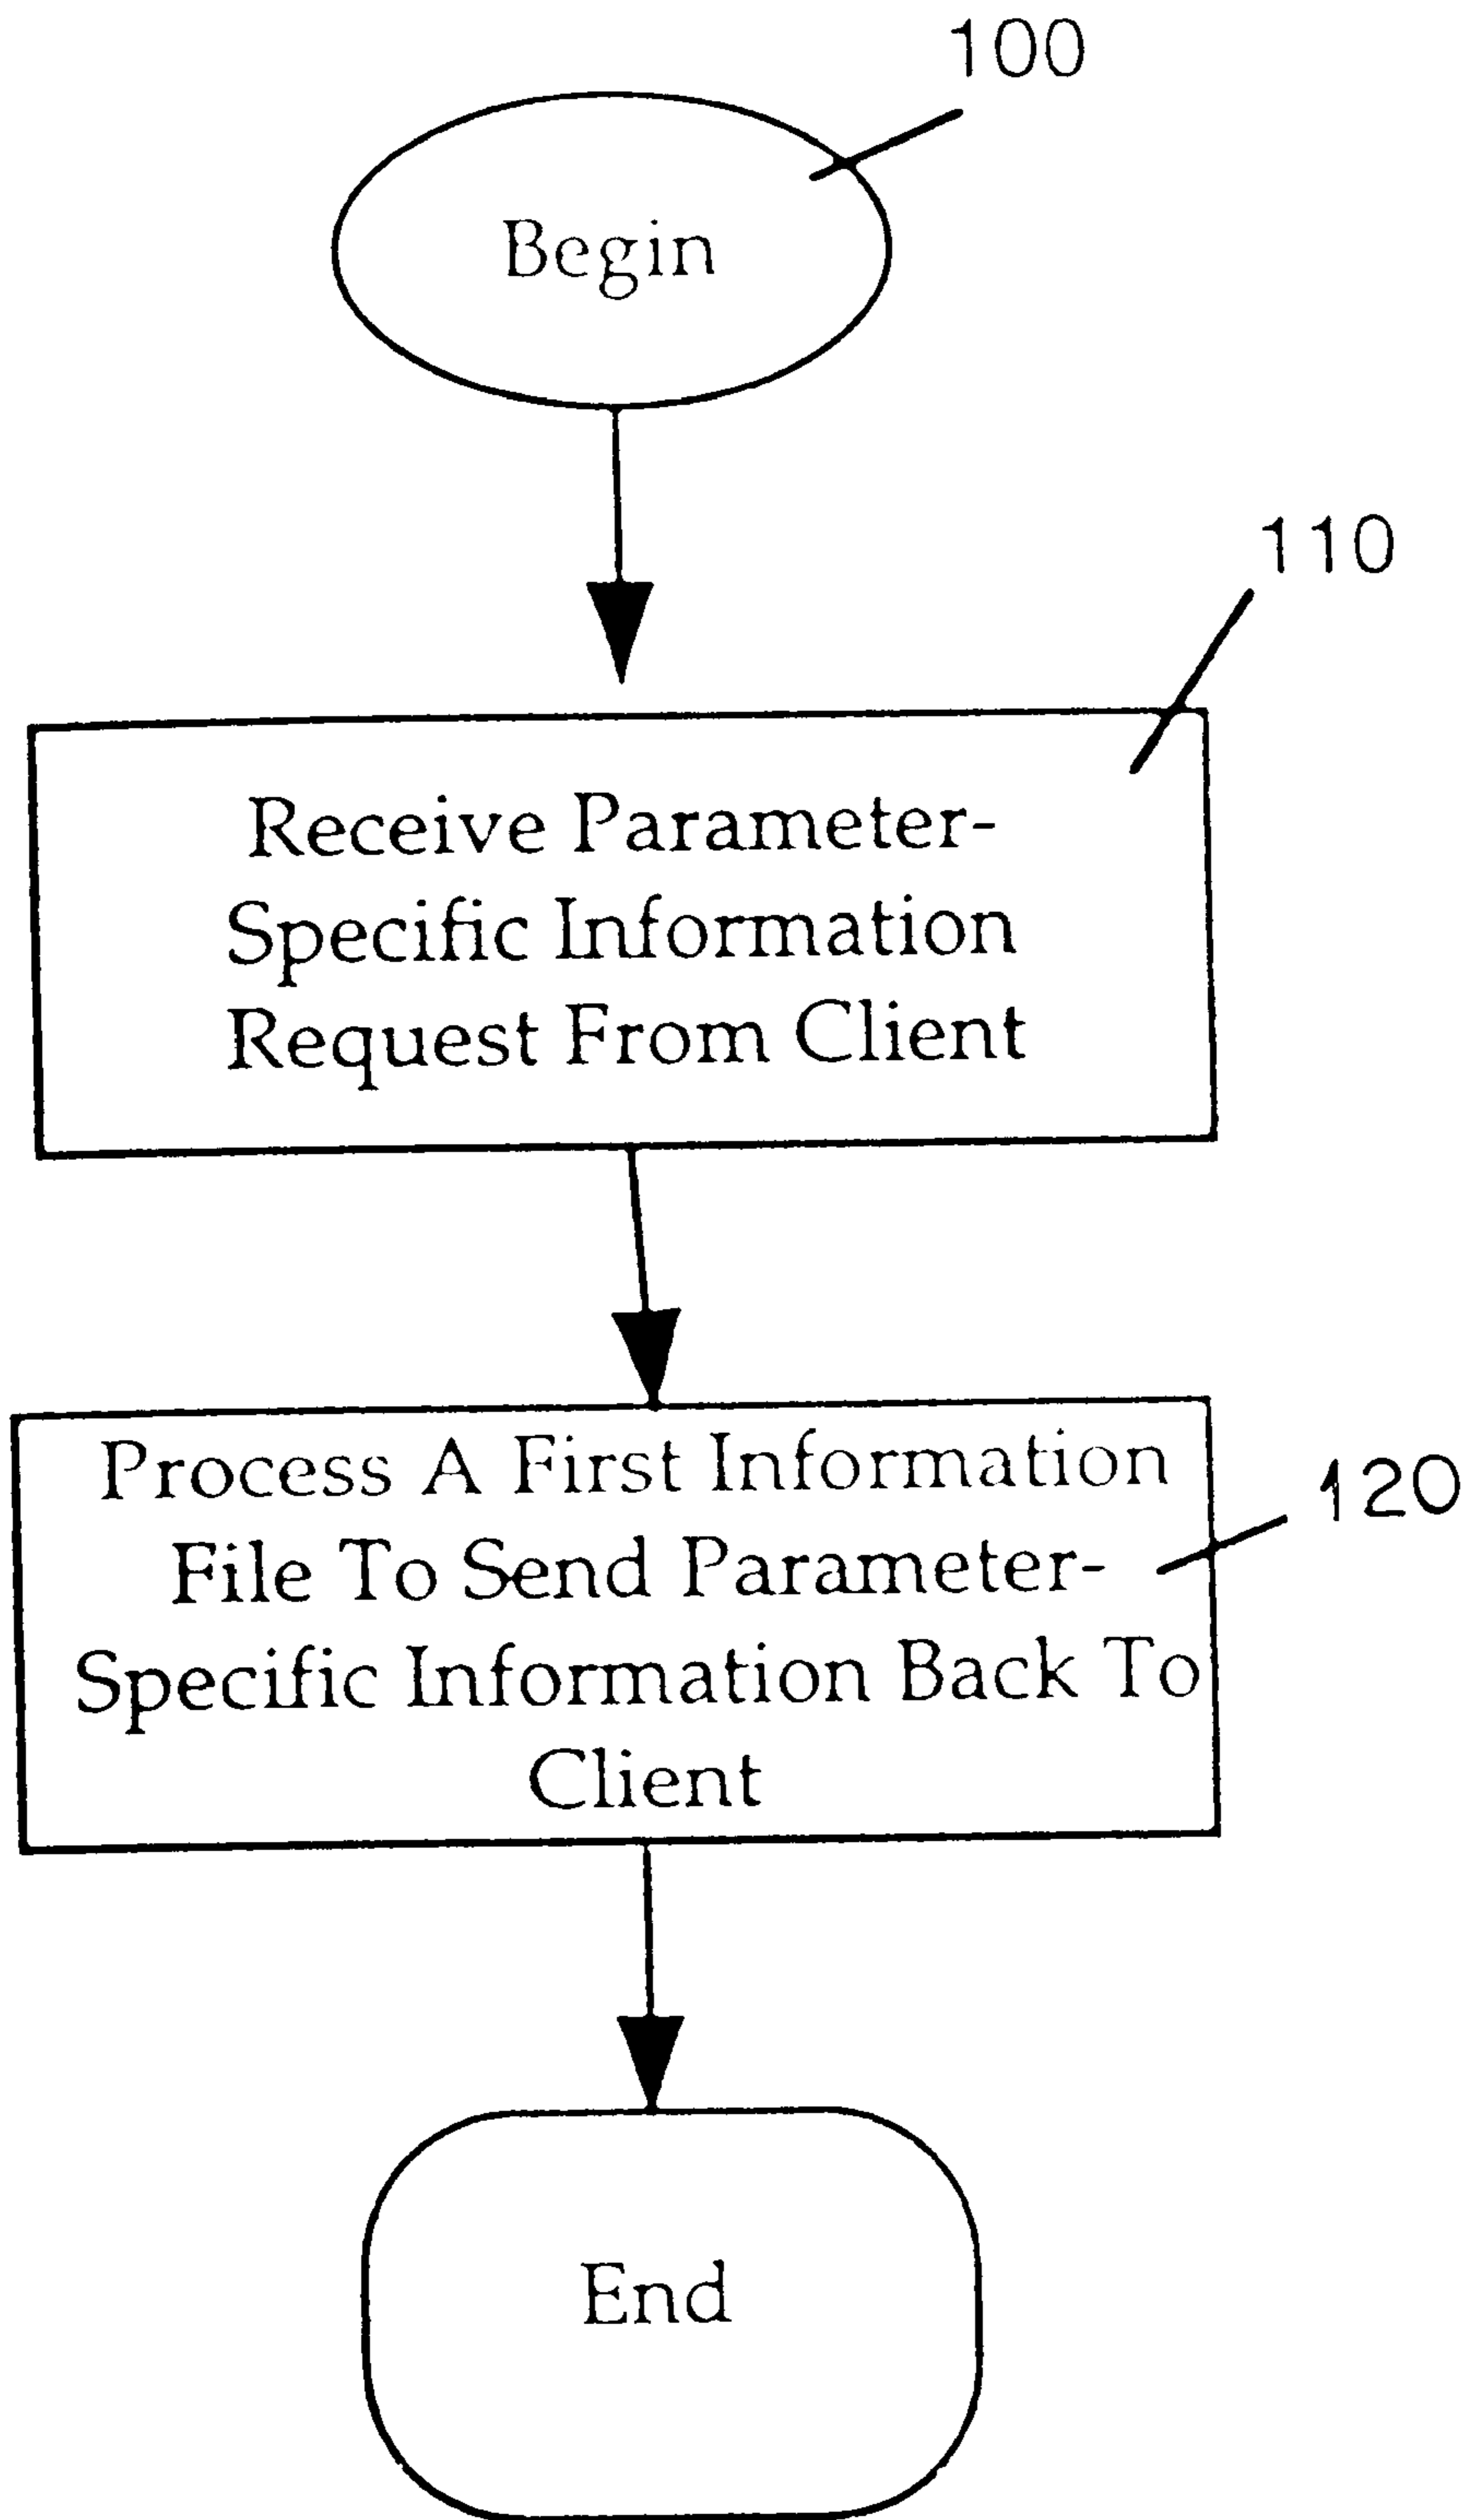 100
Begin
110
Receive Parameter-
Specific Information
Request From Client
Process A First Information
120
File To Send Parameter-
Specific Information Back To
Client
End